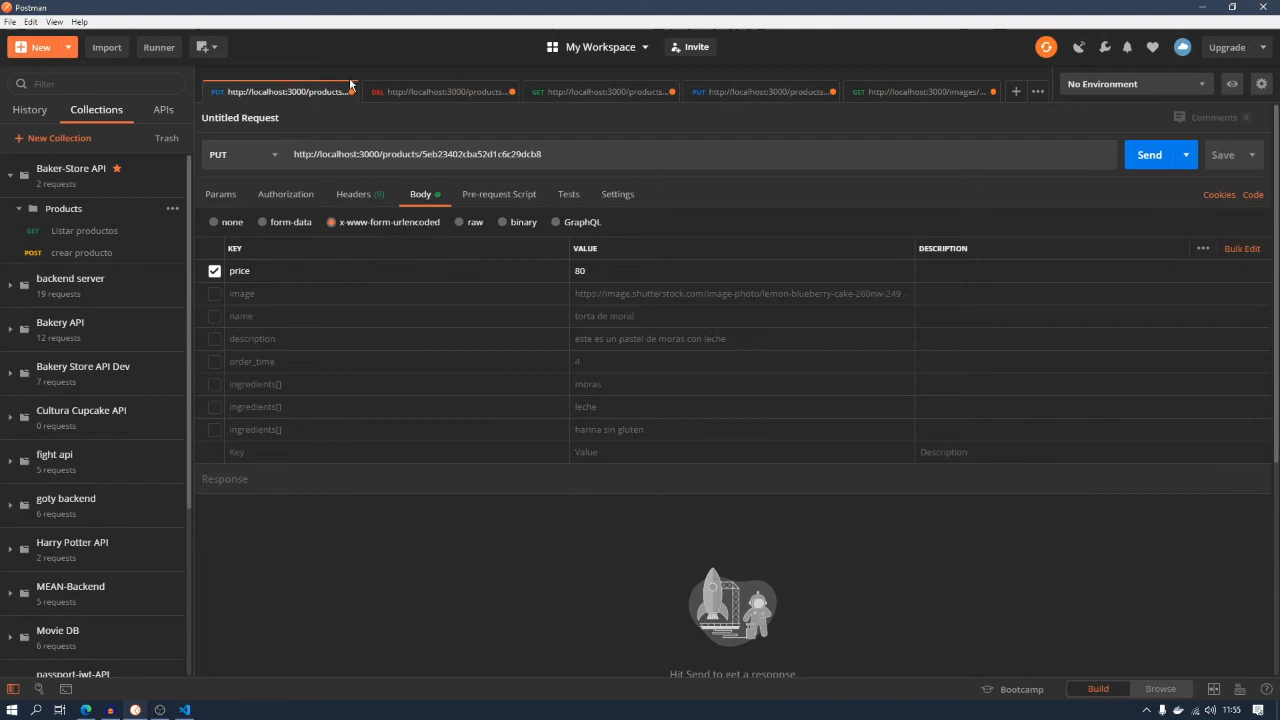 Postman
File Edit View Help
New Import Runner My Workspace Invite Upgrade
Filter
History Collections APIs
New Collection Trash
Baker-Store API
2 requests
Products
GET Listar productos
POST crear producto
backend server
19 requests
Bakery API
12 requests
Bakery Store API Dev
7 requests
Cultura Cupcake API
0 requests
fight api
5 requests
goty backend
6 requests
Harry Potter API
2 requests
MEAN-Backend
5 requests
Movie DB
6 requests
passport-jwt-API
PUT http://localhost:3000/products... DEL http://localhost:3000/products... GET http://localhost:3000/products... PUT http://localhost:3000/products... GET http://localhost:3000/images/... No Environment
Untitled Request Comments 0
PUT http://localhost:3000/products/5eb23402cba52d1c6c29dcb8 Send Save
Params Authorization Headers (9) Body Pre-request Script Tests Settings Cookies Code
none form-data x-www-form-urlencoded raw binary GraphQL
KEY VALUE DESCRIPTION Bulk Edit
price 80
image https://image.shutterstock.com/image-photo/lemon-blueberry-cake-260nw-249 ...
name torta de moral
description este es un pastel de moras con leche
order_time 4
ingredients[] moras
ingredients[] leche
ingredients[] harina sin gluten
Key Value Description
Response
Hit Send to get a response
Bootcamp Build Browse
11:55